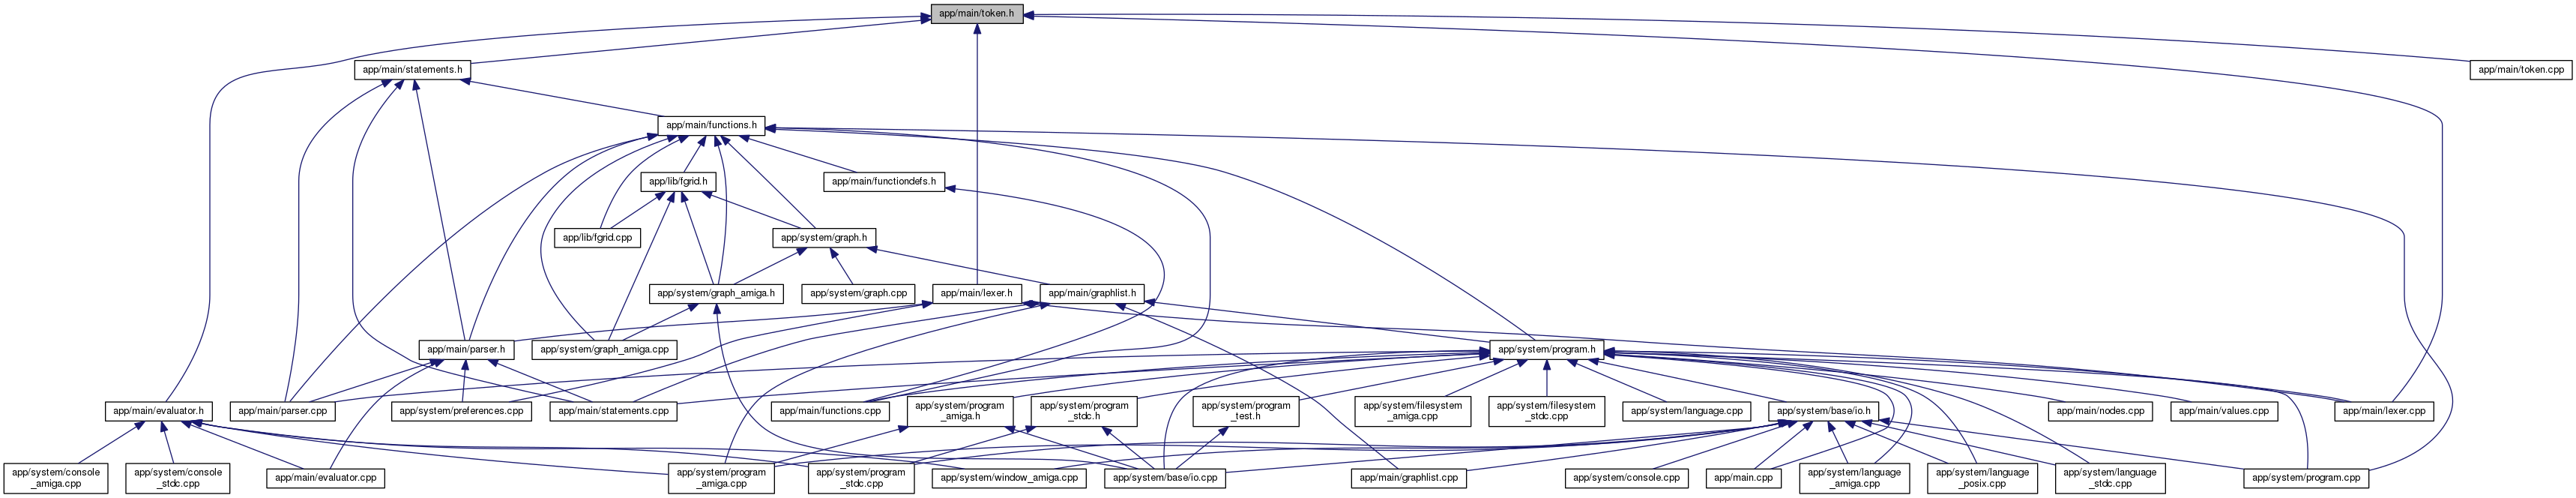 app/main/token.h
app/main/statements.h
app/main/token.cpp
app/main/functions.h
app/lib/fgrid.h
app/main/functiondefs.h
app/lib/fgrid.cpp
app/system/graph.h
app/system/graph_amiga.h
app/system/graph.cpp
app/main/lexer.h
app/main/graphlist.h
app/main/parser.h
app/system/graph_amiga.cpp
app/system/program.h
app/main/evaluator.h
app/main/parser.cpp
app/system/preferences.cpp
app/main/statements.cpp
app/main/functions.cpp
app/system/program
_amiga.h
app/system/program
_stdc.h
app/system/program
_test.h
app/system/filesystem
_amiga.cpp
app/system/filesystem
_stdc.cpp
app/system/language.cpp
app/system/base/io.h
app/main/nodes.cpp
app/main/values.cpp
app/main/lexer.cpp
app/system/console
_amiga.cpp
app/system/console
_stdc.cpp
app/main/evaluator.cpp
app/system/program
_amiga.cpp
app/system/program
_stdc.cpp
app/system/window_amiga.cpp
app/system/base/io.cpp
app/main/graphlist.cpp
app/system/console.cpp
app/main.cpp
app/system/language
_amiga.cpp
app/system/language
_posix.cpp
app/system/language
_stdc.cpp
app/system/program.cpp